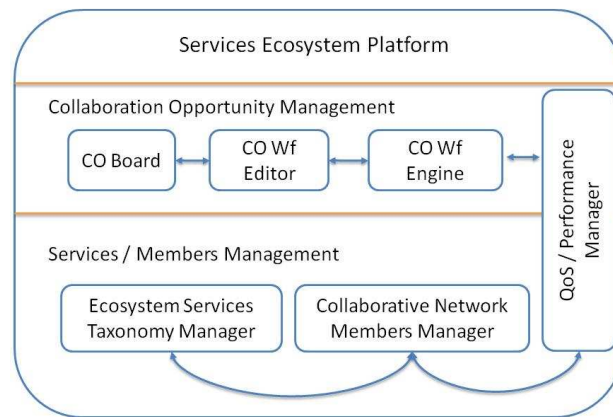 Services Ecosystem Platform
Collaboration Opportunity Management
CO Board
CO Wf
Editor
CO Wf
Engine
QoS / Performance
Manager
Services / Members Management
Ecosystem Services
Taxonomy Manager
Collaborative Network
Members Manager